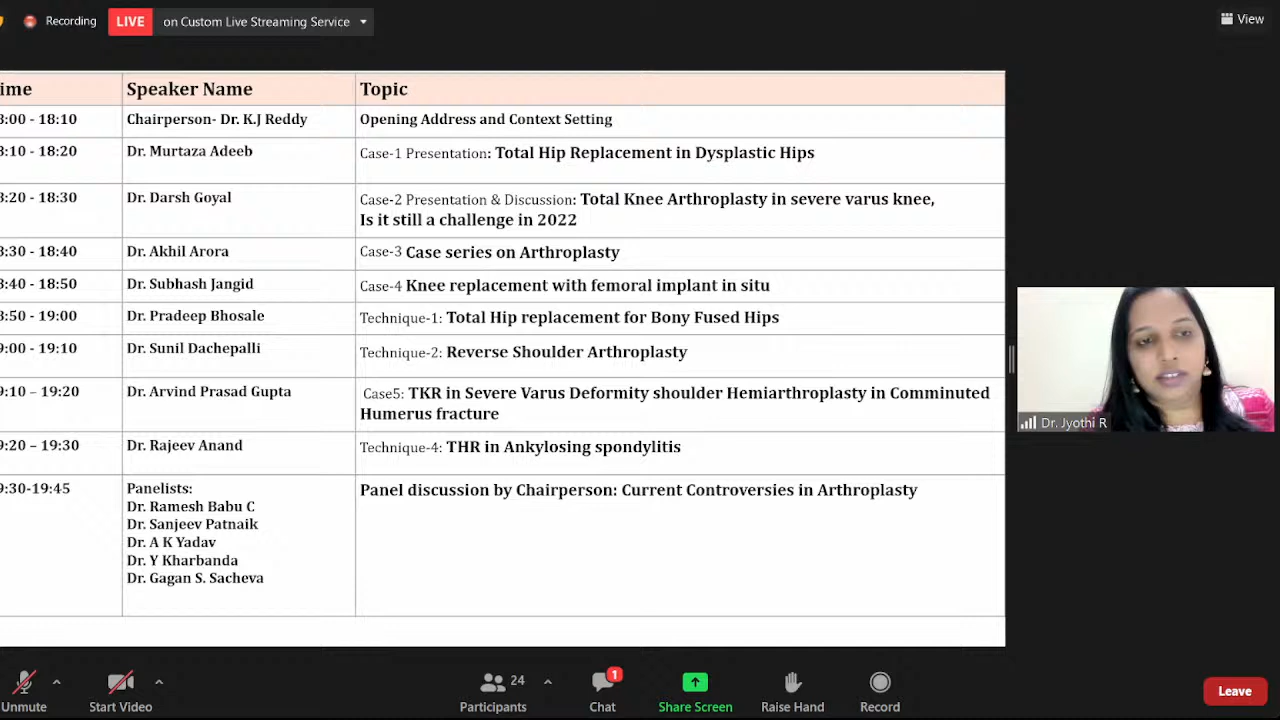 Recording
LIVE on Custom Live Streaming Service
View
ime Speaker Name Topic
8:00 - 18:10 Chairperson- Dr. K.J Reddy Opening Address and Context Setting
8:10 - 18:20 Dr. Murtaza Adeeb Case-1 Presentation: Total Hip Replacement in Dysplastic Hips
8:20 - 18:30 Dr. Darsh Goyal Case-2 Presentation & Discussion: Total Knee Arthroplasty in severe varus knee,
Is it still a challenge in 2022
8:30 - 18:40 Dr. Akhil Arora Case-3 Case series on Arthroplasty
8:40 - 18:50 Dr. Subhash Jangid Case-4 Knee replacement with femoral implant in situ
8:50 - 19:00 Dr. Pradeep Bhosale Technique-1: Total Hip replacement for Bony Fused Hips
9:00 - 19:10 Dr. Sunil Dachepalli Technique-2: Reverse Shoulder Arthroplasty
9:10 – 19:20 Dr. Arvind Prasad Gupta Case5: TKR in Severe Varus Deformity shoulder Hemiarthroplasty in Comminuted
Humerus fracture
9:20 – 19:30 Dr. Rajeev Anand Technique-4: THR in Ankylosing spondylitis
9:30-19:45 Panelists: Panel discussion by Chairperson: Current Controversies in Arthroplasty
Dr. Ramesh Babu C
Dr. Sanjeev Patnaik
Dr. A K Yadav
Dr. Y Kharbanda
Dr. Gagan S. Sacheva
Dr. Jyothi R
Unmute Start Video Participants 24 Chat 1 Share Screen Raise Hand Record Leave